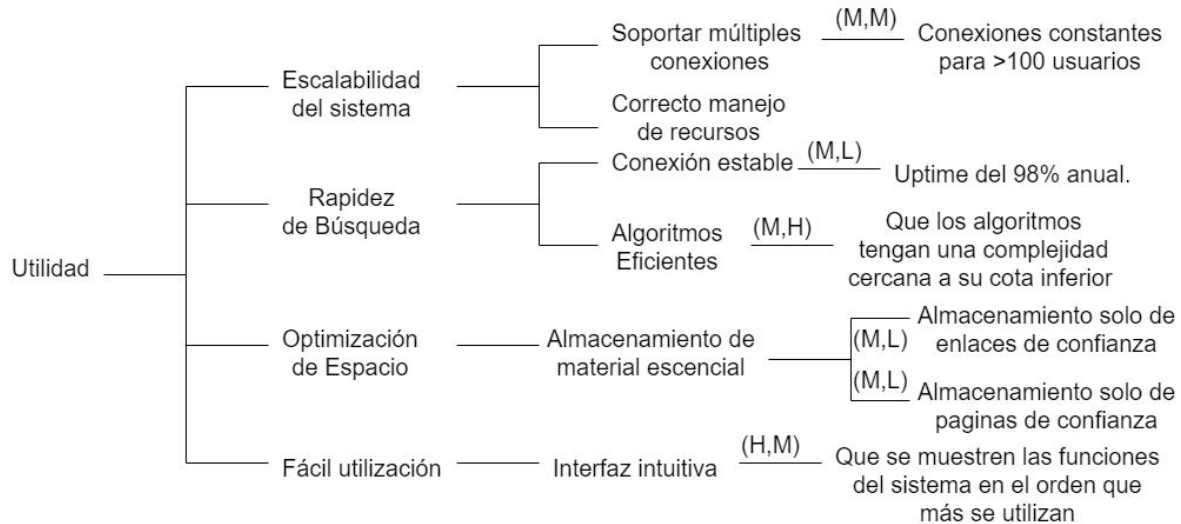 Utilidad
Escalabilidad
del sistema
Soportar múltiples
conexiones
(M,M)
Conexiones constantes
para >100 usuarios
Correcto manejo
de recursos
Rapidez
de Búsqueda
Conexión estable
(M,L)
Uptime del 98% anual.
Algoritmos
Eficientes
(M,H)
Que los algoritmos
tengan una complejidad
cercana a su cota inferior
Optimización
de Espacio
Almacenamiento de
material escencial
(M,L)
Almacenamiento solo de
enlaces de confianza
(M,L)
Almacenamiento solo de
paginas de confianza
Fácil utilización
Interfaz intuitiva
(H,M)
Que se muestren las funciones
del sistema en el orden que
más se utilizan